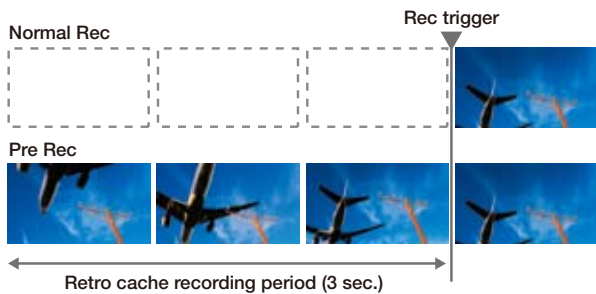 Rec trigger
Normal Rec
Pre Rec
Retro cache recording period (3 sec.)